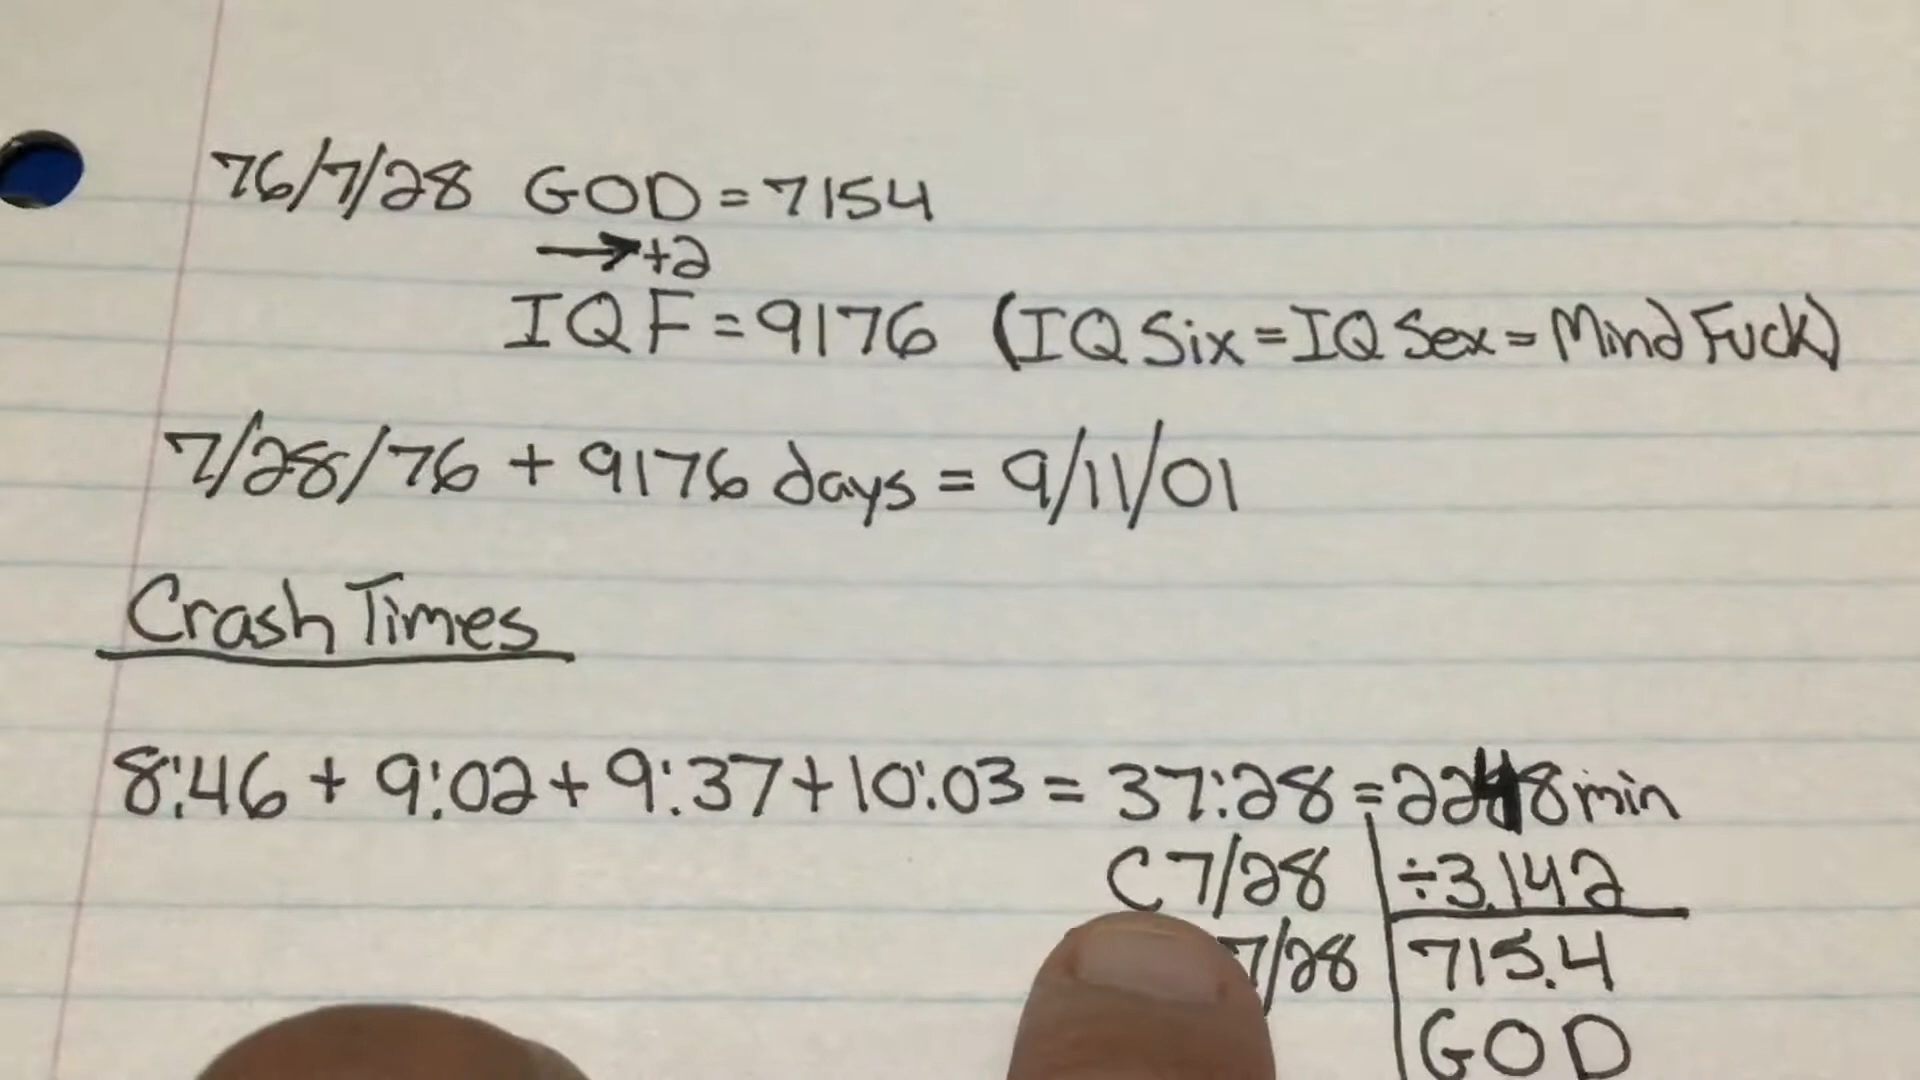 76/7/28 GOD = 7154
→+2
IQF = 9176 (IQ Six = IQ Sex = Mind Fuck)
7/28/76 + 9176 days = 9/11/01
Crash Times
8:46 + 9:02 + 9:37 + 10:03 = 37:28 = 2248 min
C7/28 ÷3.142
7/28 715.4
GOD